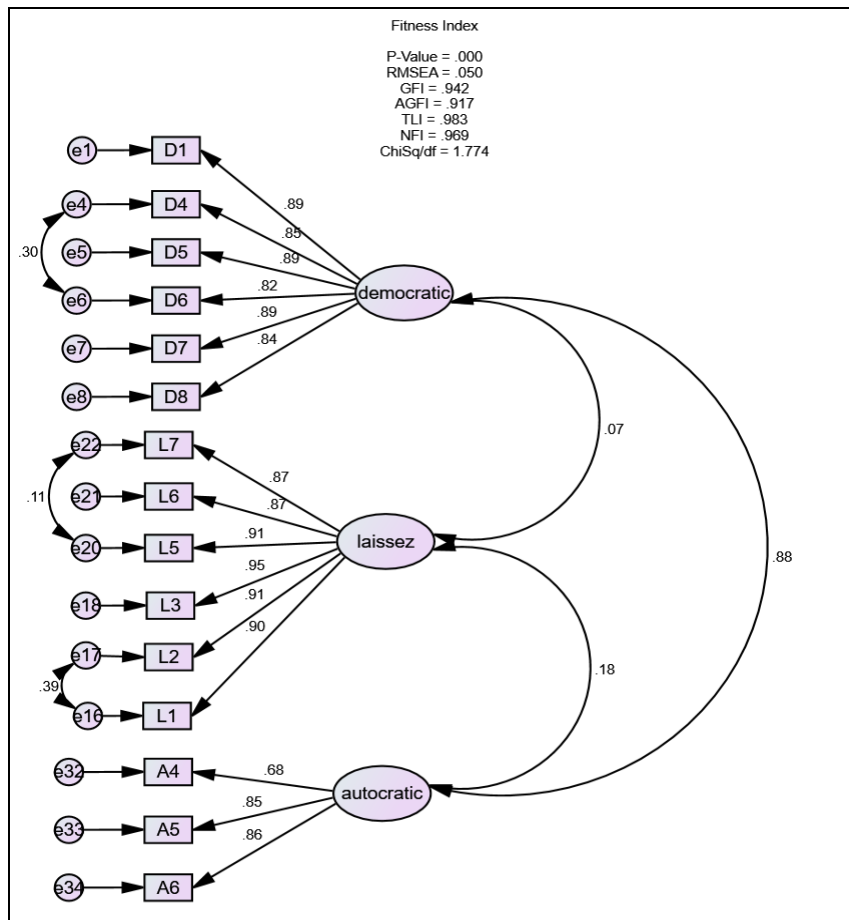 Fitness Index
P-Value = .000
RMSEA = .050
GFI = .942
AGFI = .917
TLI = .983
NFI = .969
ChiSq/df = 1.774
e1 D1
.89
e4 D4
.85
.30
e5 D5
.89
e6 D6
.82
democratic
e7 D7
.89
e8 D8
.84
e22 L7
.87
.07
.11
e21 L6
.87
e20 L5
.91
laissez
.88
e18 L3
.95
e17 L2
.91
.39
e16 L1
.90
.18
e32 A4
.68
autocratic
e33 A5
.85
e34 A6
.86